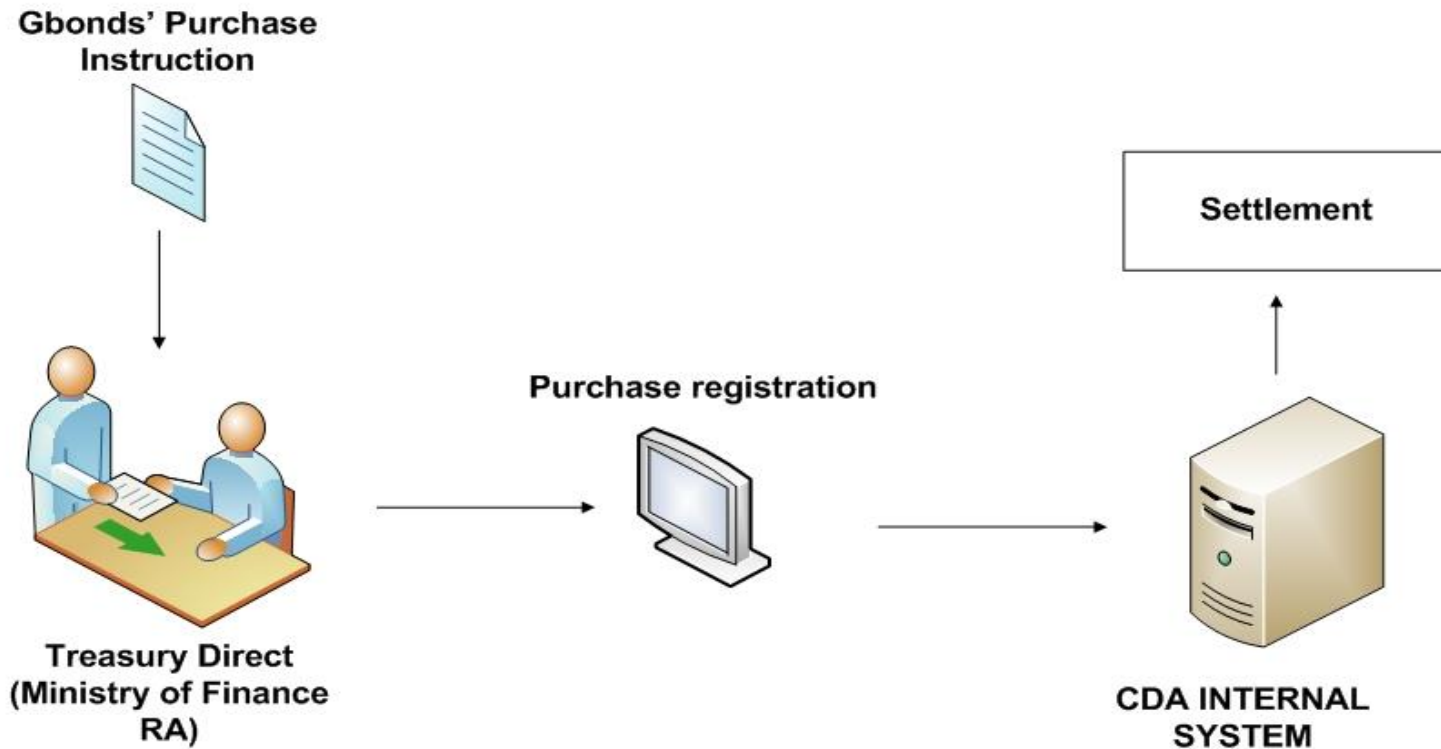 Gbonds’ Purchase
Instruction
Settlement
Purchase registration
Treasury Direct
(Ministry of Finance
RA)
CDA INTERNAL
SYSTEM